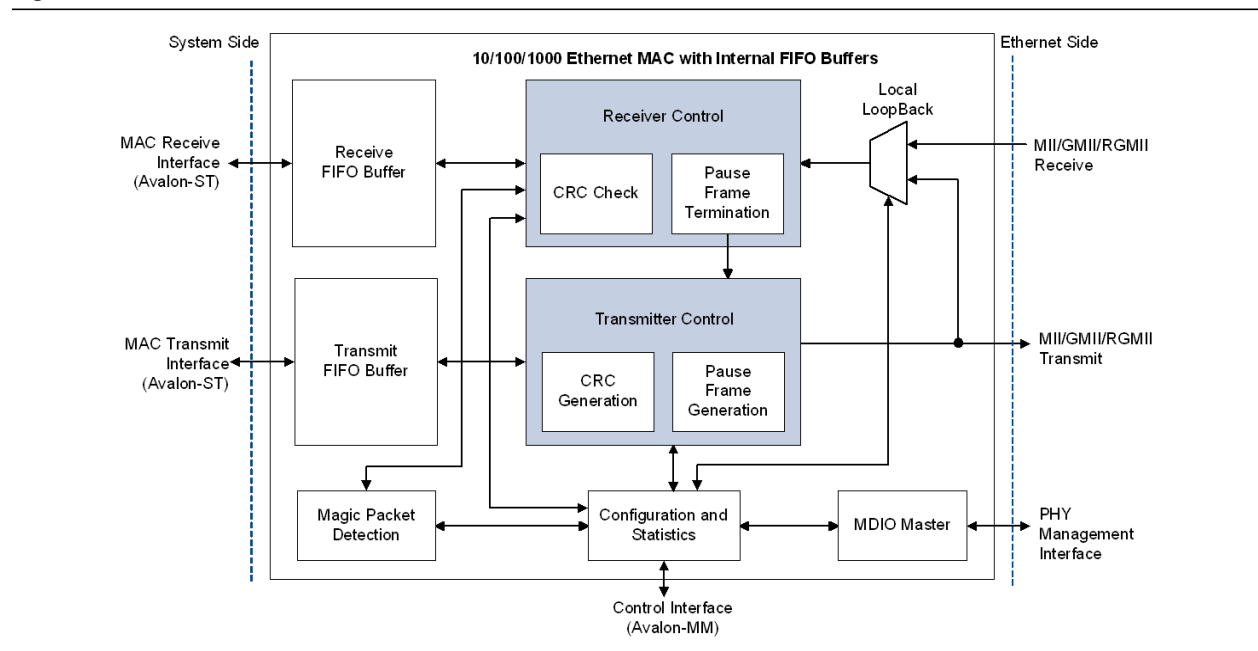 System Side
Ethernet Side
10/100/1000 Ethernet MAC with Internal FIFO Buffers
Local
LoopBack
Receiver Control
MAC Receive
Interface
(Avalon-ST)
Receive
FIFO Buffer
CRC Check
Pause
Frame
Termination
MII/GMII/RGMII
Receive
Transmitter Control
MAC Transmit
Interface
(Avalon-ST)
Transmit
FIFO Buffer
CRC
Generation
Pause
Frame
Generation
MII/GMII/RGMII
Transmit
Magic Packet
Detection
Configuration and
Statistics
MDIO Master
PHY
Management
Interface
Control Interface
(Avalon-MM)